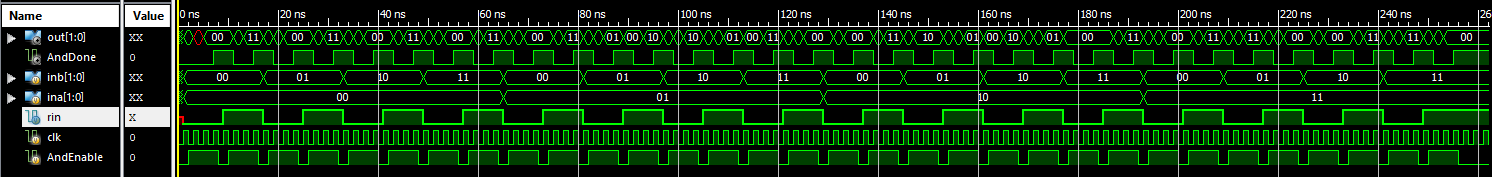 Name Value 0 ns 20 ns 40 ns 60 ns 80 ns 100 ns 120 ns 140 ns 160 ns 180 ns 200 ns 220 ns 240 ns 26
out[1:0] XX 00 11 00 11 00 11 00 00 11 11 01 00 10 10 01 00 11 00 00 11 10 11 01 00 10 00 11 00 11 00 11 00 11 11 00
AndDone 0
inb[1:0] XX 00 01 10 11 00 01 10 11 00 01 10 11 00 01 10 11
ina[1:0] XX 00 01 10 11
rin X
clk 0
AndEnable 0